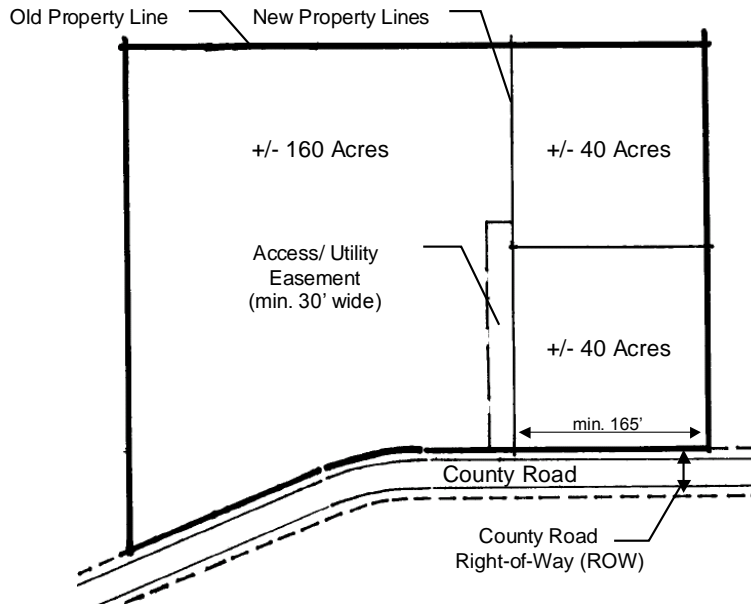 Old Property Line
New Property Lines
+/- 160 Acres
+/- 40 Acres
Access/ Utility
Easement
(min. 30’ wide)
+/- 40 Acres
min. 165’
County Road
County Road
Right-of-Way (ROW)